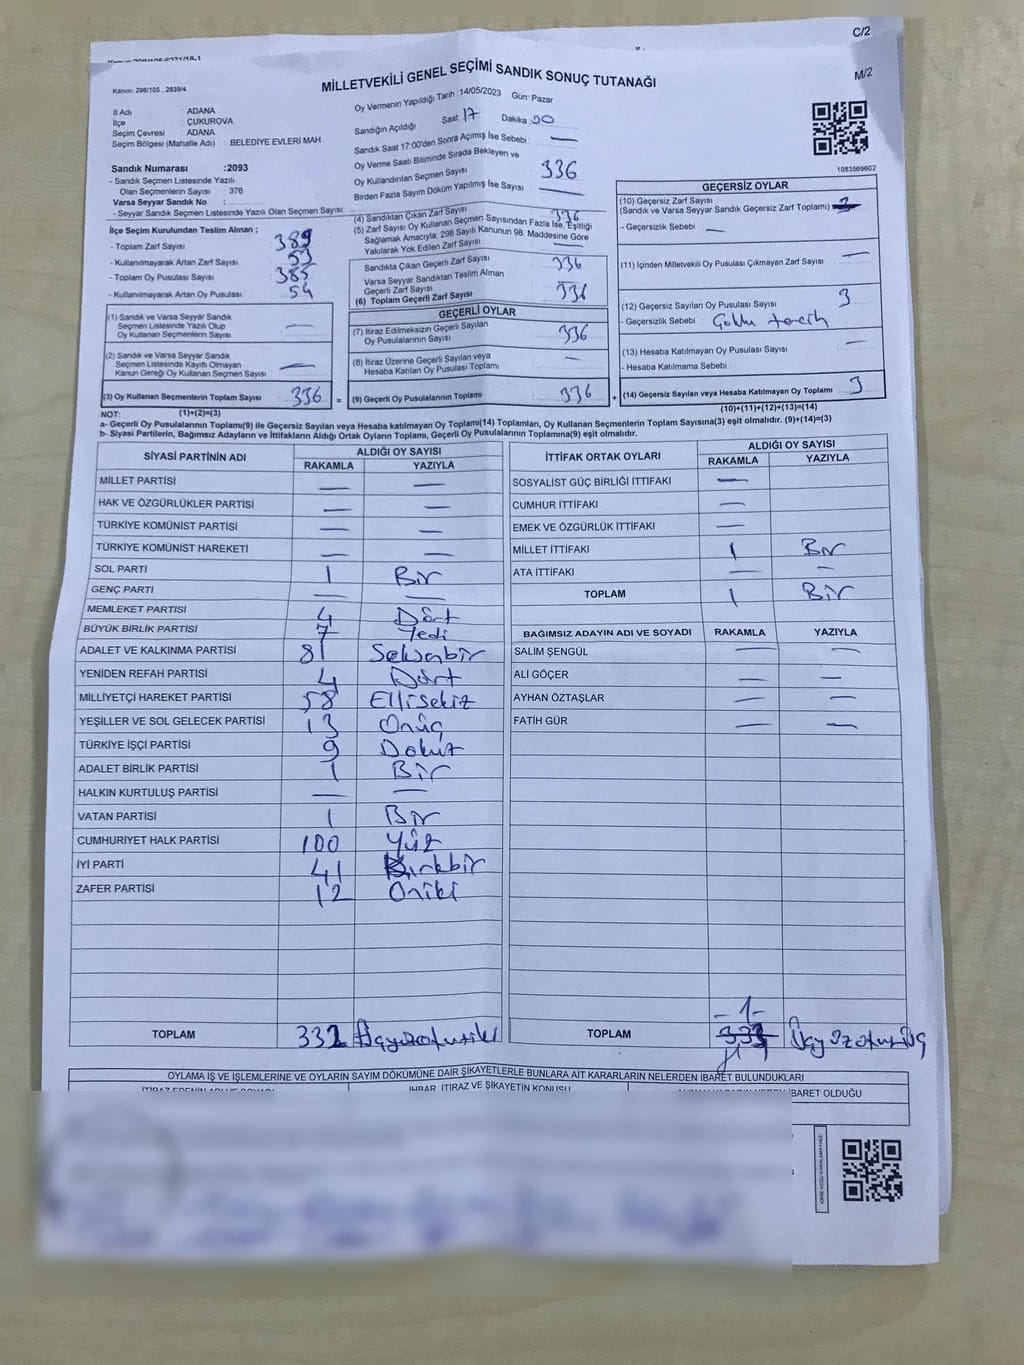 C/2
M/2
Kanun: 298/105 , 2839/4
MİLLETVEKİLİ GENEL SEÇİMİ SANDIK SONUÇ TUTANAĞI
İl Adı ADANA
İlçe ÇUKUROVA
Seçim Çevresi : ADANA
Seçim Bölgesi (Mahalle Adı) : BELEDİYE EVLERİ MAH
Oy Vermenin Yapıldığı Tarih : 14/05/2023 Gün: Pazar
Sandığın Açıldığı Saat: 17 Dakika: 00
Sandık Saat 17:00'den Sonra Açımış İse Sebebi : —
Oy Verme Saati Bitiminde Sırada Bekleyen ve
Oy Kullandırılan Seçmen Sayısı 336
Birden Fazla Sayım Döküm Yapılmış İse Sayısı : —
1083569602
Sandık Numarası :2093
- Sandık Seçmen Listesinde Yazılı
Olan Seçmenlerin Sayısı : 376
Varsa Seyyar Sandık No :
- Seyyar Sandık Seçmen Listesinde Yazılı Olan Seçmen Sayısı:
İlçe Seçim Kurulundan Teslim Alınan ;
- Toplam Zarf Sayısı 389
- Kullanılmayarak Artan Zarf Sayısı 53
- Toplam Oy Pusulası Sayısı 385
- Kullanılmayarak Artan Oy Pusulası 54
(1) Sandık ve Varsa Seyyar Sandık
Seçmen Listesinde Yazılı Olup
Oy Kullanan Seçmenlerin Sayısı —
(2) Sandık ve Varsa Seyyar Sandık
Seçmen Listesinde Kayıtlı Olmayan
Kanun Gereği Oy Kullanan Seçmen Sayısı —
(3) Oy Kullanan Seçmenlerin Toplam Sayısı 336 =
(4) Sandıktan Çıkan Zarf Sayısı 336
(5) Zarf Sayısı Oy Kullanan Seçmen Sayısından Fazla İse, Eşitliği
Sağlamak Amacıyla, 298 Sayılı Kanunun 98. Maddesine Göre
Yakılarak Yok Edilen Zarf Sayısı —
Sandıkta Çıkan Geçerli Zarf Sayısı 336
Varsa Seyyar Sandıktan Teslim Alınan
Geçerli Zarf Sayısı
(6) Toplam Geçerli Zarf Sayısı 336
GEÇERLİ OYLAR
(7) İtiraz Edilmeksizin Geçerli Sayılan
Oy Pusulalarının Sayısı 336
(8) İtiraz Üzerine Geçerli Sayılan veya
Hesaba Katılan Oy Pusulası Toplamı —
(9) Geçerli Oy Pusulalarının Toplamı 336 +
GEÇERSİZ OYLAR
(10) Geçersiz Zarf Sayısı
(Sandık ve Varsa Seyyar Sandık Geçersiz Zarf Toplamı)
- Geçersizlik Sebebi : —
(11) İçinden Milletvekili Oy Pusulası Çıkmayan Zarf Sayısı —
(12) Geçersiz Sayılan Oy Pusulası Sayısı 3
- Geçersizlik Sebebi : Çoklu tercih
(13) Hesaba Katılmayan Oy Pusulası Sayısı —
- Hesaba Katılmama Sebebi
(14) Geçersiz Sayılan veya Hesaba Katılmayan Oy Toplamı 3
NOT: (1)+(2)=(3)
(10)+(11)+(12)+(13)=(14)
a- Geçerli Oy Pusulalarının Toplamı(9) ile Geçersiz Sayılan veya Hesaba Katılmayan Oy Toplamı(14) Toplamları, Oy Kullanan Seçmenlerin Toplam Sayısına(3) eşit olmalıdır. (9)+(14)=(3)
b- Siyasi Partilerin, Bağımsız Adayların ve İttifakların Aldığı Ortak Oyların Toplamı, Geçerli Oy Pusulalarının Toplamına(9) eşit olmalıdır.
SİYASİ PARTİNİN ADI ALDIĞI OY SAYISI
RAKAMLA YAZIYLA
MİLLET PARTİSİ — —
HAK VE ÖZGÜRLÜKLER PARTİSİ — —
TÜRKİYE KOMÜNİST PARTİSİ — —
TÜRKİYE KOMÜNİST HAREKETİ — —
SOL PARTİ 1 Bir
GENÇ PARTİ — —
MEMLEKET PARTİSİ 4 Dört
BÜYÜK BİRLİK PARTİSİ 7 Yedi
ADALET VE KALKINMA PARTİSİ 81 Seksabir
YENİDEN REFAH PARTİSİ 4 Dört
MİLLİYETÇİ HAREKET PARTİSİ 58 Ellisekiz
YEŞİLLER VE SOL GELECEK PARTİSİ 13 Onüç
TÜRKİYE İŞÇİ PARTİSİ 9 Dokuz
ADALET BİRLİK PARTİSİ 1 Bir
HALKIN KURTULUŞ PARTİSİ — —
VATAN PARTİSİ 1 Bir
CUMHURİYET HALK PARTİSİ 100 Yüz
İYİ PARTİ 41 Kırkbir
ZAFER PARTİSİ 12 Oniki
TOPLAM 332 Üçyüzotuziki
İTTİFAK ORTAK OYLARI ALDIĞI OY SAYISI
RAKAMLA YAZIYLA
SOSYALİST GÜÇ BİRLİĞİ İTTİFAKI —
CUMHUR İTTİFAKI —
EMEK VE ÖZGÜRLÜK İTTİFAKI —
MİLLET İTTİFAKI 1 Bir
ATA İTTİFAKI — —
TOPLAM 1 Bir
BAĞIMSIZ ADAYIN ADI VE SOYADI RAKAMLA YAZIYLA
SALİM ŞENGÜL — —
ALİ GÖÇER — —
AYHAN ÖZTAŞLAR — —
FATİH GÜR — —
-1-
TOPLAM 333 Üçyüzotuzüç
OYLAMA İŞ VE İŞLEMLERİNE VE OYLARIN SAYIM DÖKÜMÜNE DAİR ŞİKAYETLERLE BUNLARA AİT KARARLARIN NELERDEN İBARET BULUNDUKLARI
İHBAR, İTİRAZ VE ŞİKAYETİN KONUSU
İBARET OLDUĞU